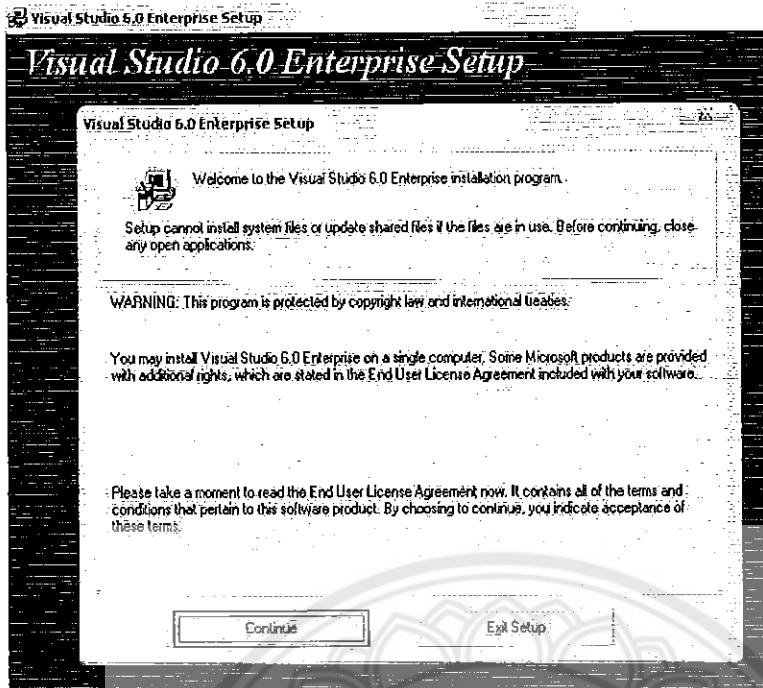 Visual Studio 6.0 Enterprise Setup
Visual Studio 6.0 Enterprise Setup
Visual Studio 6.0 Enterprise Setup
Welcome to the Visual Studio 6.0 Enterprise installation program.
Setup cannot install system files or update shared files if the files are in use. Before continuing, close
any open applications.
WARNING: This program is protected by copyright law and international treaties.
You may install Visual Studio 6.0 Enterprise on a single computer. Some Microsoft products are provided
with additional rights, which are stated in the End User License Agreement included with your software.
Please take a moment to read the End User License Agreement now. It contains all of the terms and
conditions that pertain to this software product. By choosing to continue, you indicate acceptance of
these terms.
Continue
Exit Setup